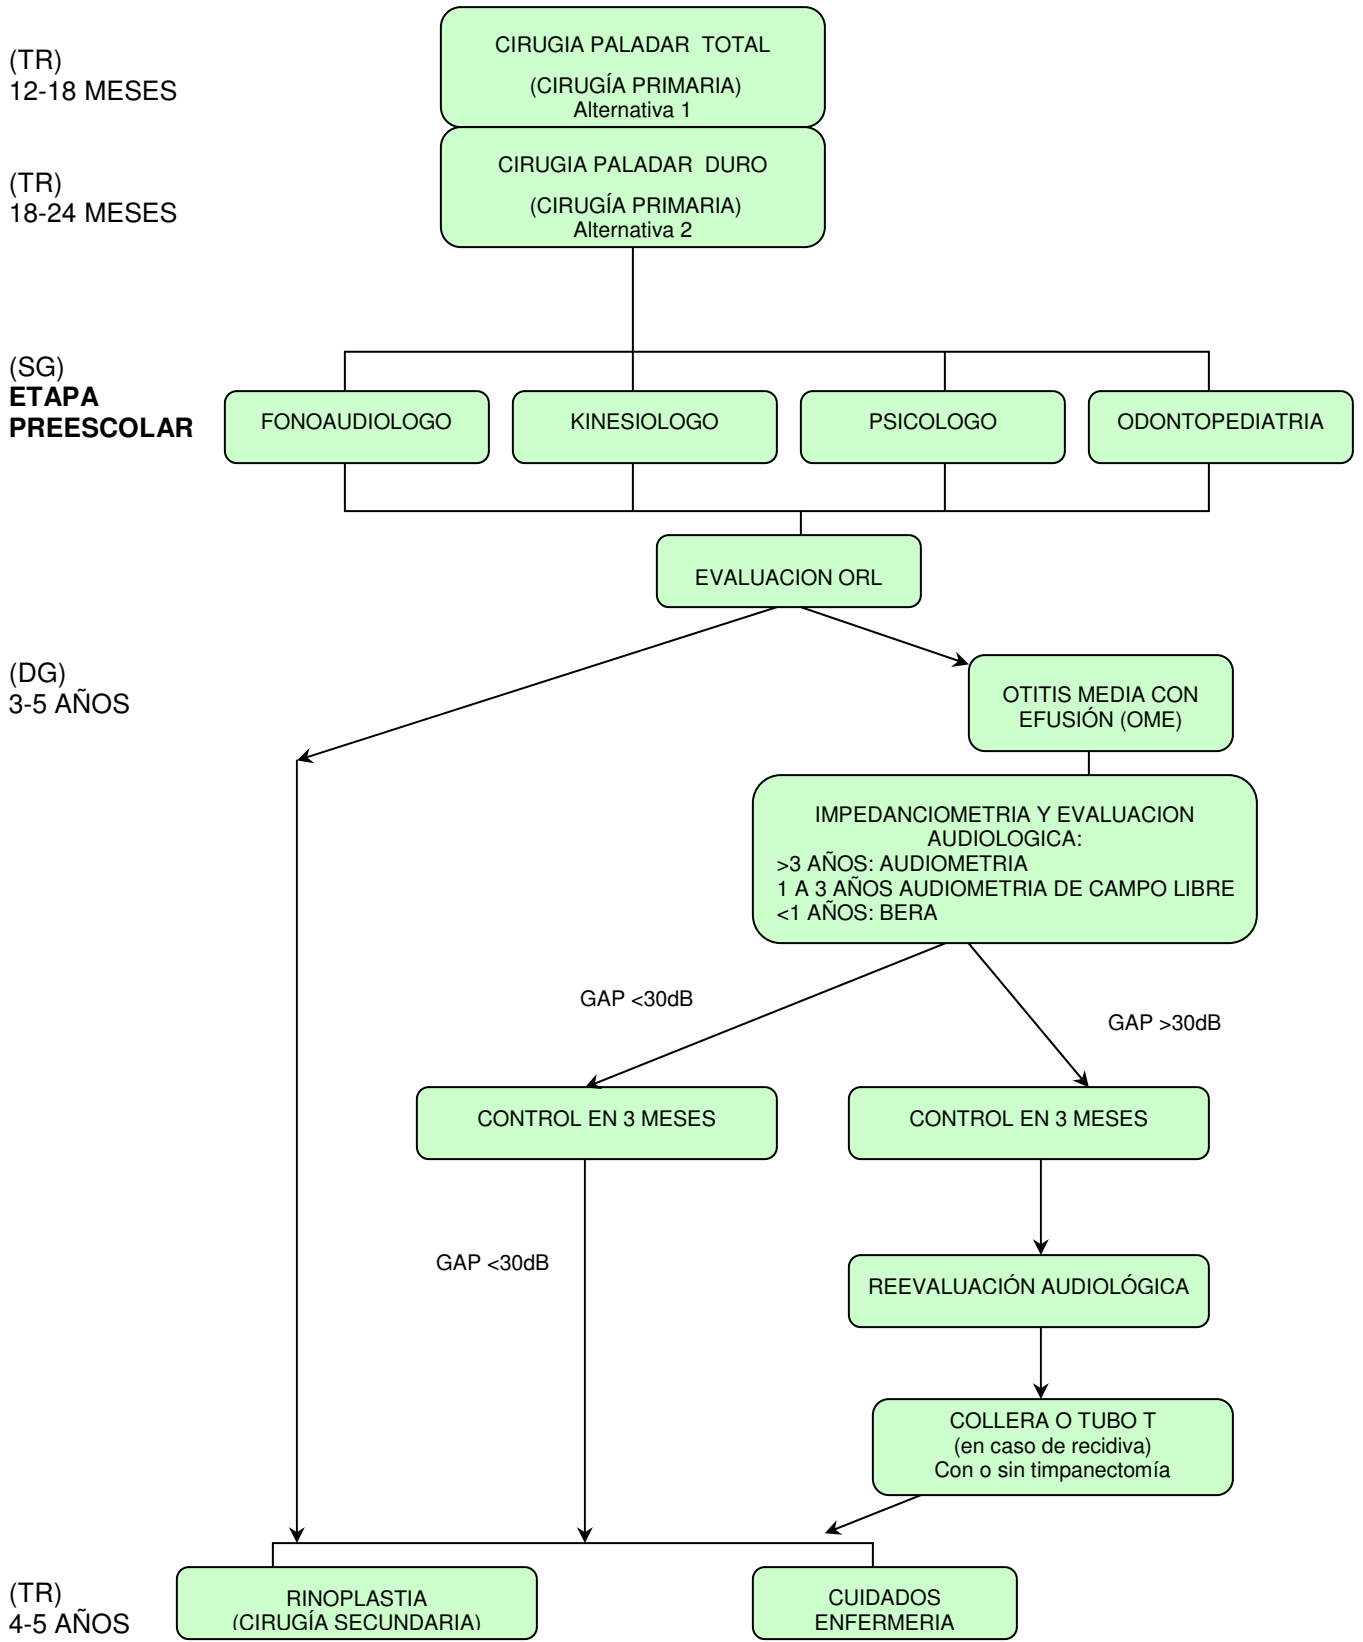 (TR)
12-18 MESES
CIRUGIA PALADAR TOTAL
(CIRUGÍA PRIMARIA)
Alternativa 1
(TR)
18-24 MESES
CIRUGIA PALADAR DURO
(CIRUGÍA PRIMARIA)
Alternativa 2
(SG)
ETAPA
PREESCOLAR
FONOAUDIOLOGO
KINESIOLOGO
PSICOLOGO
ODONTOPEDIATRIA
EVALUACION ORL
(DG)
3-5 AÑOS
OTITIS MEDIA CON
EFUSIÓN (OME)
IMPEDANCIOMETRIA Y EVALUACION
AUDIOLOGICA:
>3 AÑOS: AUDIOMETRIA
1 A 3 AÑOS AUDIOMETRIA DE CAMPO LIBRE
<1 AÑOS: BERA
GAP <30dB
GAP >30dB
CONTROL EN 3 MESES
CONTROL EN 3 MESES
GAP <30dB
REEVALUACIÓN AUDIOLÓGICA
COLLERA O TUBO T
(en caso de recidiva)
Con o sin timpanectomía
(TR)
4-5 AÑOS
RINOPLASTIA
(CIRUGÍA SECUNDARIA)
CUIDADOS
ENFERMERIA